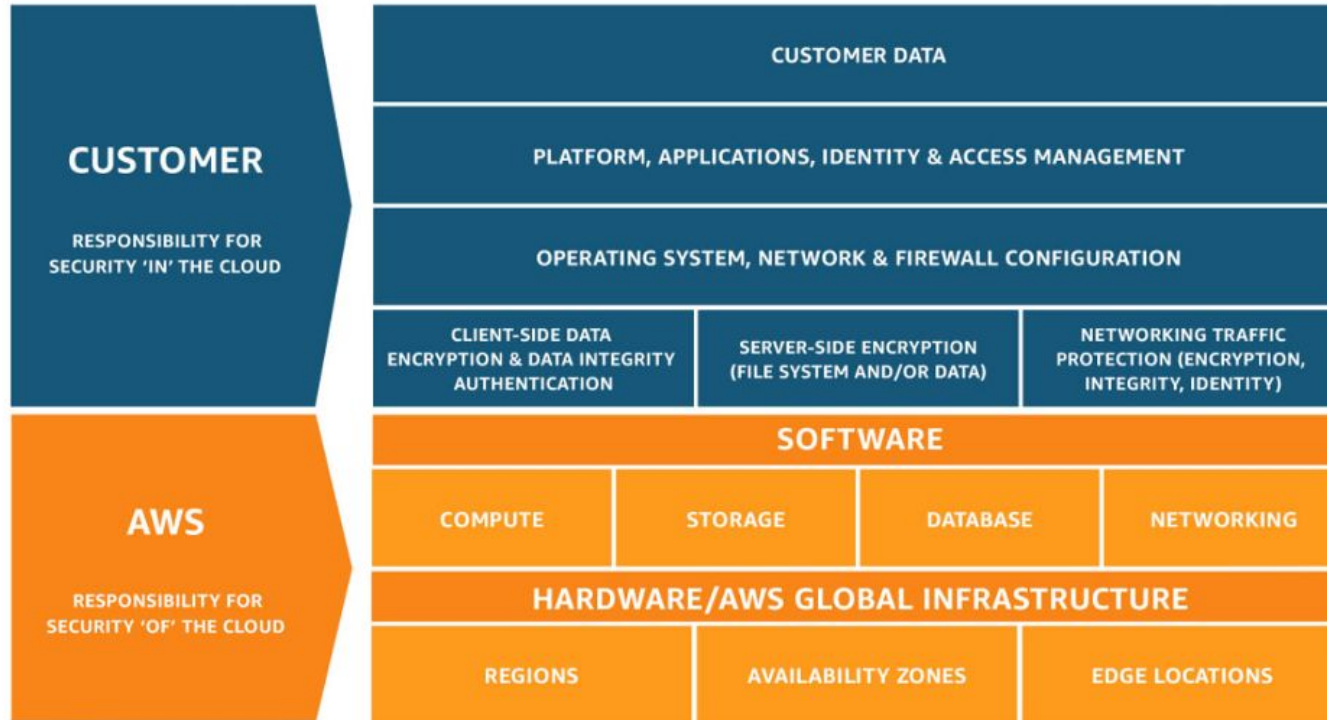 CUSTOMER
RESPONSIBILITY FOR
SECURITY ‘IN’ THE CLOUD
CUSTOMER DATA
PLATFORM, APPLICATIONS, IDENTITY & ACCESS MANAGEMENT
OPERATING SYSTEM, NETWORK & FIREWALL CONFIGURATION
CLIENT-SIDE DATA
ENCRYPTION & DATA INTEGRITY
AUTHENTICATION
SERVER-SIDE ENCRYPTION
(FILE SYSTEM AND/OR DATA)
NETWORKING TRAFFIC
PROTECTION (ENCRYPTION,
INTEGRITY, IDENTITY)
AWS
RESPONSIBILITY FOR
SECURITY ‘OF’ THE CLOUD
SOFTWARE
COMPUTE
STORAGE
DATABASE
NETWORKING
HARDWARE/AWS GLOBAL INFRASTRUCTURE
REGIONS
AVAILABILITY ZONES
EDGE LOCATIONS